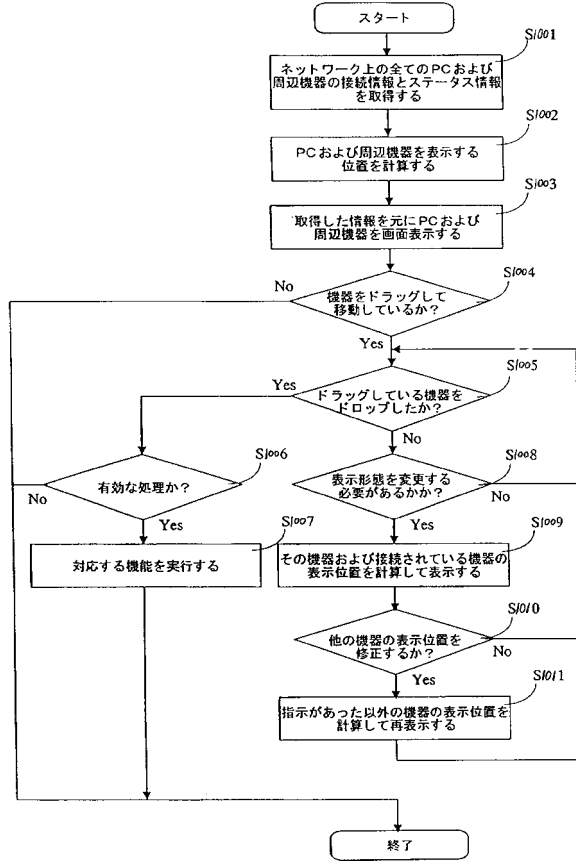 スタート
S1001
ネットワーク上の全てのPCおよび
周辺機器の接続情報とステータス情報
を取得する
S1002
PCおよび周辺機器を表示する
位置を計算する
S1003
取得した情報を元にPCおよび
周辺機器を画面表示する
S1004
No
機器をドラッグして
移動しているか?
Yes
S1005
Yes
ドラッグしている機器を
ドロップしたか?
No
S1006
有効な処理か?
No
Yes
S1008
表示形態を変更する
必要があるかか?
No
Yes
S1007
対応する機能を実行する
S1009
その機器および接続されている機器の
表示位置を計算して表示する
S1010
他の機器の表示位置を
修正するか?
No
Yes
S1011
指示があった以外の機器の表示位置を
計算して再表示する
終了